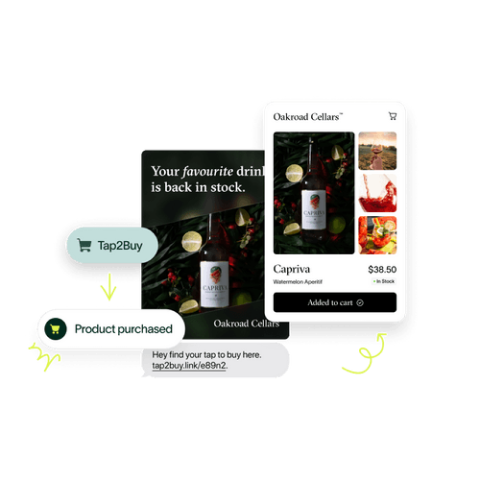 Oakroad Cellars™
Your favourite drink
is back in stock.
CAPRIVA
Tap2Buy
Capriva
$38.50
Watermelon Aperitif
In Stock
Added to cart
Product purchased
CAPRIVA
Oakroad Cellars
Hey find your tap to buy here.
tap2buy.link/e89n2.